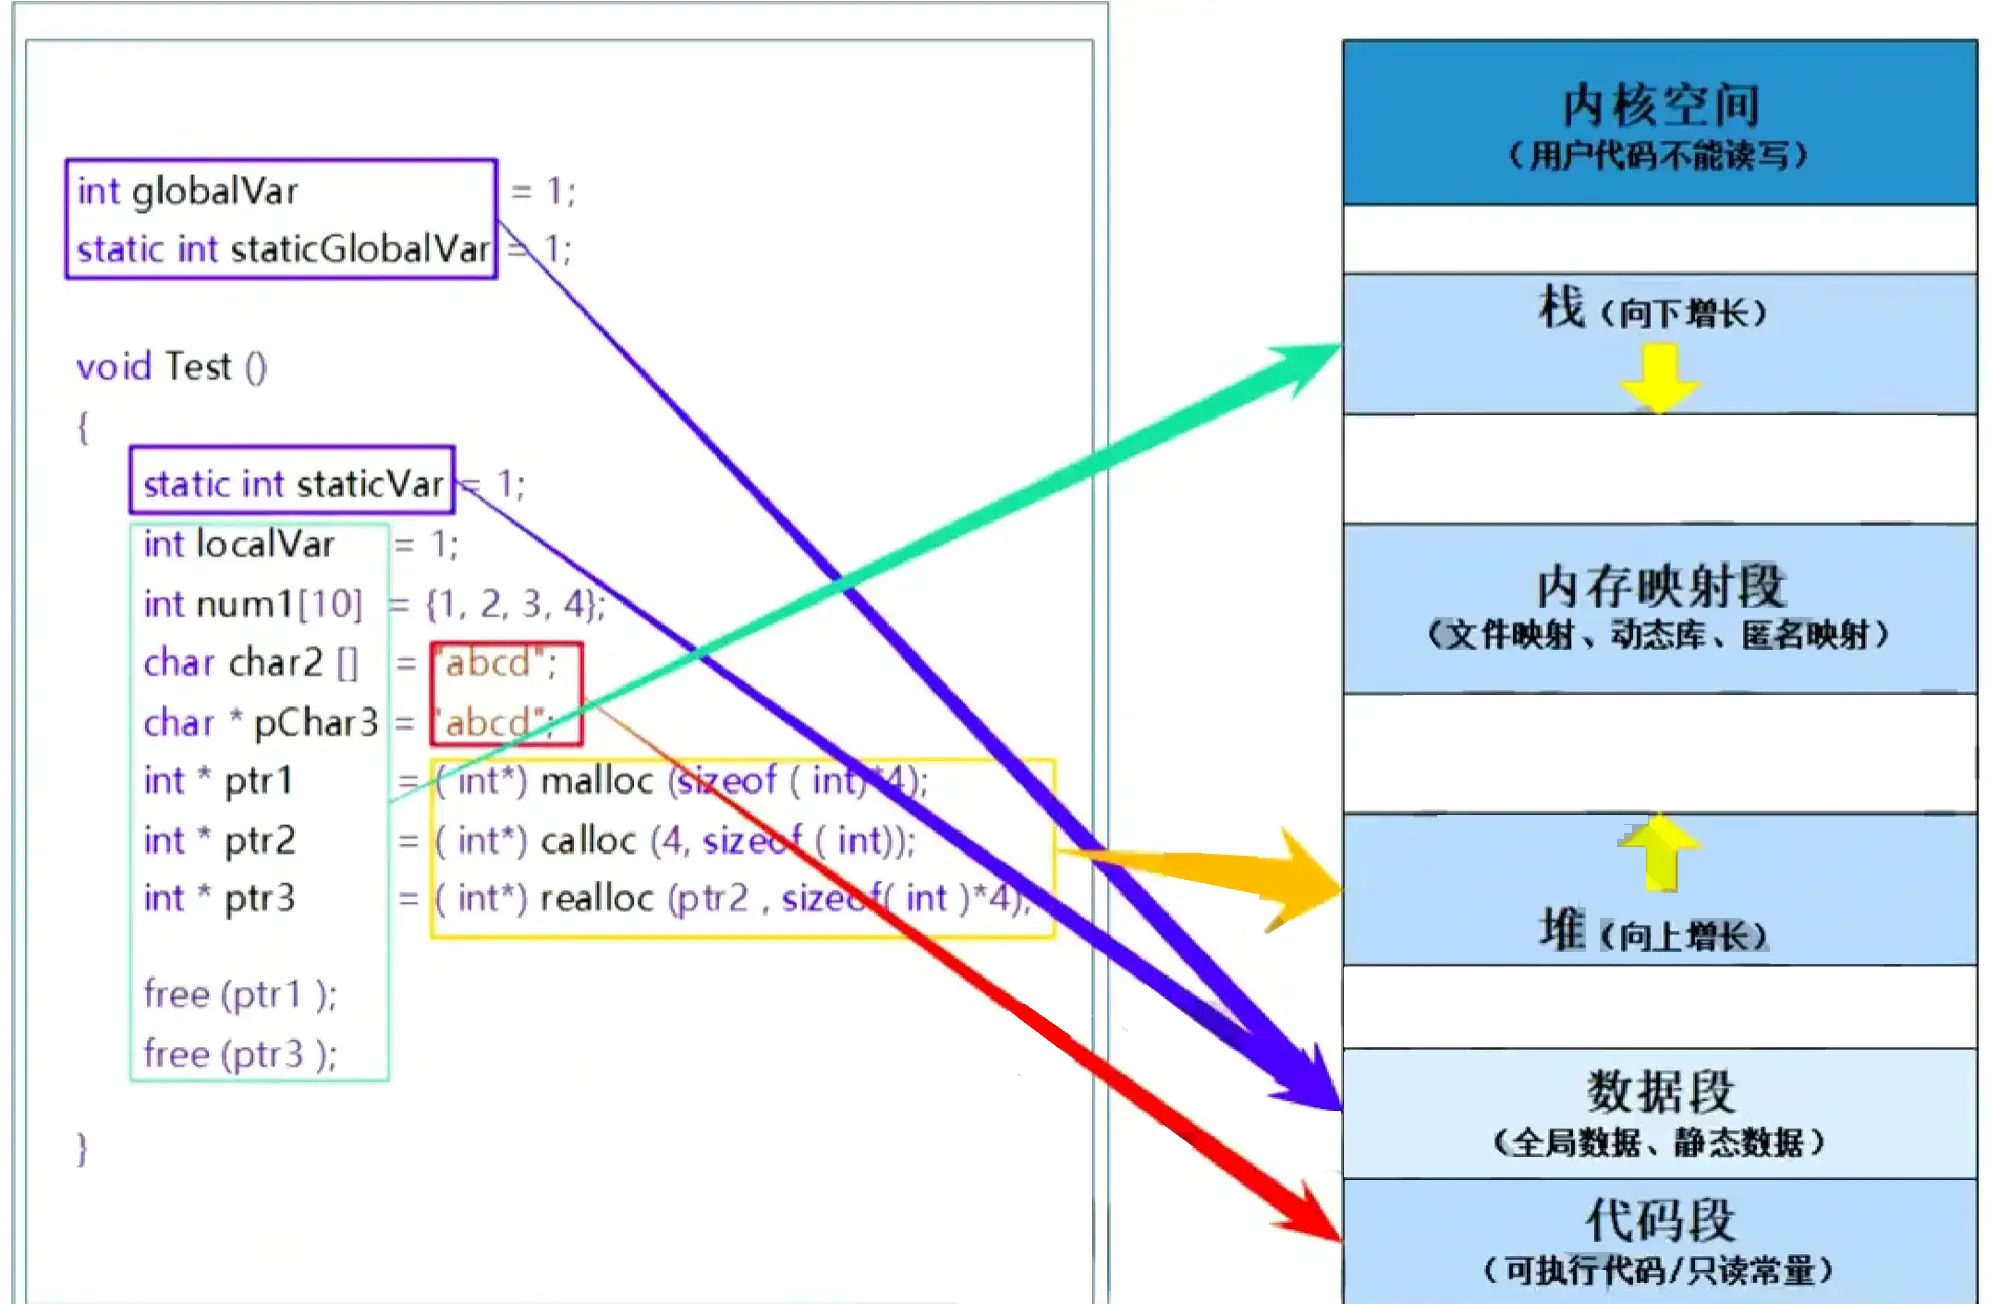 int globalVar = 1;
static int staticGlobalVar = 1;
void Test ()
{
static int staticVar = 1;
int localVar = 1;
int num1[10] = {1, 2, 3, 4};
char char2 [] = "abcd";
char * pChar3 = "abcd";
int * ptr1 = ( int*) malloc (sizeof ( int)*4);
int * ptr2 = ( int*) calloc (4, sizeof ( int));
int * ptr3 = ( int*) realloc (ptr2 , sizeof( int )*4);
free (ptr1 );
free (ptr3 );
}
内核空间
（用户代码不能读写）
栈（向下增长）
内存映射段
（文件映射、动态库、匿名映射）
堆（向上增长）
数据段
（全局数据、静态数据）
代码段
（可执行代码/只读常量）